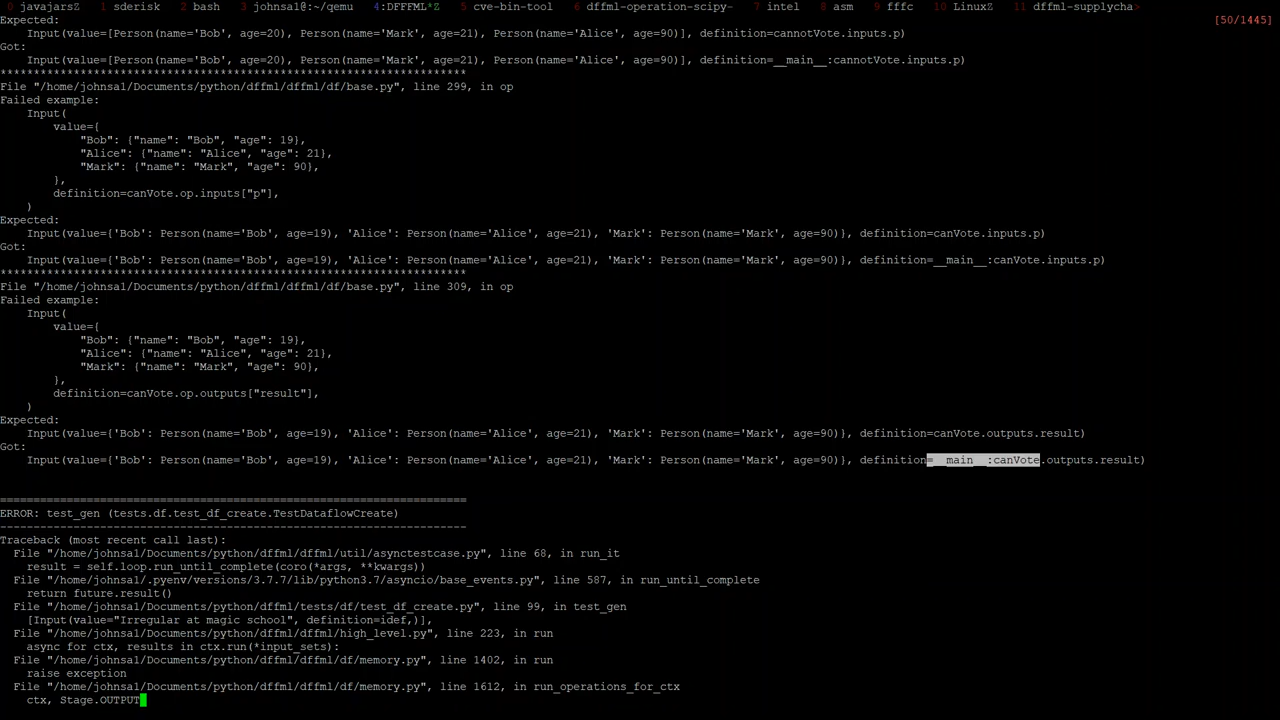 0 javajarsZ 1 sderisk 2 bash 3 johnsa1@:~/qemu 4:DFFFML*Z 5 cve-bin-tool 6 dffml-operation-scipy- 7 intel 8 asm 9 fffc 10 LinuxZ 11 dffml-supplycha>
Expected: [50/1445]
    Input(value=[Person(name='Bob', age=20), Person(name='Mark', age=21), Person(name='Alice', age=90)], definition=cannotVote.inputs.p)
Got:
    Input(value=[Person(name='Bob', age=20), Person(name='Mark', age=21), Person(name='Alice', age=90)], definition=__main__:cannotVote.inputs.p)
**********************************************************************
File "/home/johnsa1/Documents/python/dffml/dffml/df/base.py", line 299, in op
Failed example:
    Input(
        value={
            "Bob": {"name": "Bob", "age": 19},
            "Alice": {"name": "Alice", "age": 21},
            "Mark": {"name": "Mark", "age": 90},
        },
        definition=canVote.op.inputs["p"],
    )
Expected:
    Input(value={'Bob': Person(name='Bob', age=19), 'Alice': Person(name='Alice', age=21), 'Mark': Person(name='Mark', age=90)}, definition=canVote.inputs.p)
Got:
    Input(value={'Bob': Person(name='Bob', age=19), 'Alice': Person(name='Alice', age=21), 'Mark': Person(name='Mark', age=90)}, definition=__main__:canVote.inputs.p)
**********************************************************************
File "/home/johnsa1/Documents/python/dffml/dffml/df/base.py", line 309, in op
Failed example:
    Input(
        value={
            "Bob": {"name": "Bob", "age": 19},
            "Alice": {"name": "Alice", "age": 21},
            "Mark": {"name": "Mark", "age": 90},
        },
        definition=canVote.op.outputs["result"],
    )
Expected:
    Input(value={'Bob': Person(name='Bob', age=19), 'Alice': Person(name='Alice', age=21), 'Mark': Person(name='Mark', age=90)}, definition=canVote.outputs.result)
Got:
    Input(value={'Bob': Person(name='Bob', age=19), 'Alice': Person(name='Alice', age=21), 'Mark': Person(name='Mark', age=90)}, definition=__main__:canVote.outputs.result)
======================================================================
ERROR: test_gen (tests.df.test_df_create.TestDataflowCreate)
----------------------------------------------------------------------
Traceback (most recent call last):
  File "/home/johnsa1/Documents/python/dffml/dffml/util/asynctestcase.py", line 68, in run_it
    result = self.loop.run_until_complete(coro(*args, **kwargs))
  File "/home/johnsa1/.pyenv/versions/3.7.7/lib/python3.7/asyncio/base_events.py", line 587, in run_until_complete
    return future.result()
  File "/home/johnsa1/Documents/python/dffml/tests/df/test_df_create.py", line 99, in test_gen
    [Input(value="Irregular at magic school", definition=idef,)],
  File "/home/johnsa1/Documents/python/dffml/dffml/high_level.py", line 223, in run
    async for ctx, results in ctx.run(*input_sets):
  File "/home/johnsa1/Documents/python/dffml/dffml/df/memory.py", line 1402, in run
    raise exception
  File "/home/johnsa1/Documents/python/dffml/dffml/df/memory.py", line 1612, in run_operations_for_ctx
    ctx, Stage.OUTPUT